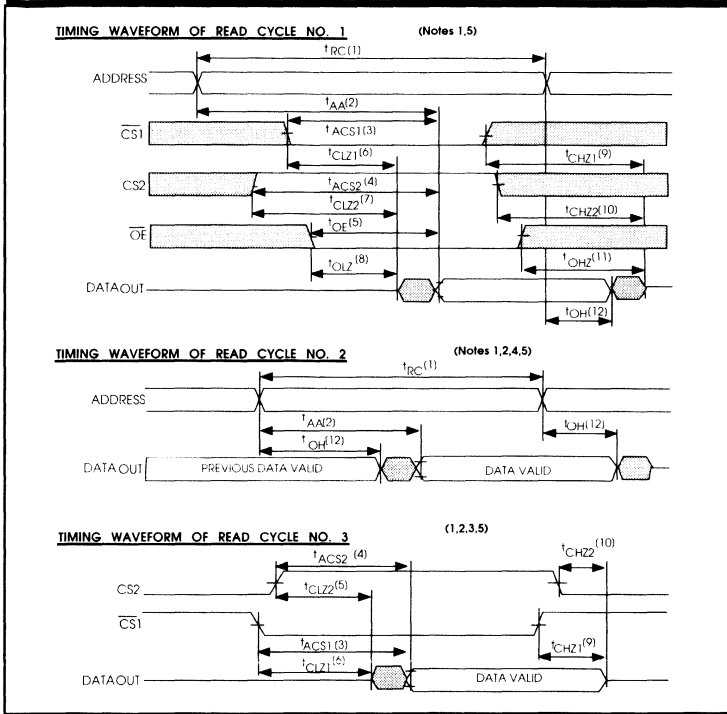 TIMING WAVEFORM OF READ CYCLE NO. 1 (Notes 1,5)
tRC(1)
ADDRESS
tAA(2)
CS1
tACS1(3)
tCLZ1(6)
tCHZ1(9)
CS2
tACS2(4)
tCLZ2(7)
tCHZ2(10)
OE
tOE(5)
tOLZ(8)
tOHZ(11)
DATAOUT
tOH(12)
TIMING WAVEFORM OF READ CYCLE NO. 2 (Notes 1,2,4,5)
tRC(1)
ADDRESS
tAA(2)
tOH(12)
tOH(12)
DATAOUT
PREVIOUS DATA VALID
DATA VALID
TIMING WAVEFORM OF READ CYCLE NO. 3 (1,2,3,5)
tACS2(4)
tCHZ2(10)
CS2
tCLZ2(5)
CS1
tACS1(3)
tCHZ1(9)
tCLZ1(6)
DATAOUT
DATA VALID